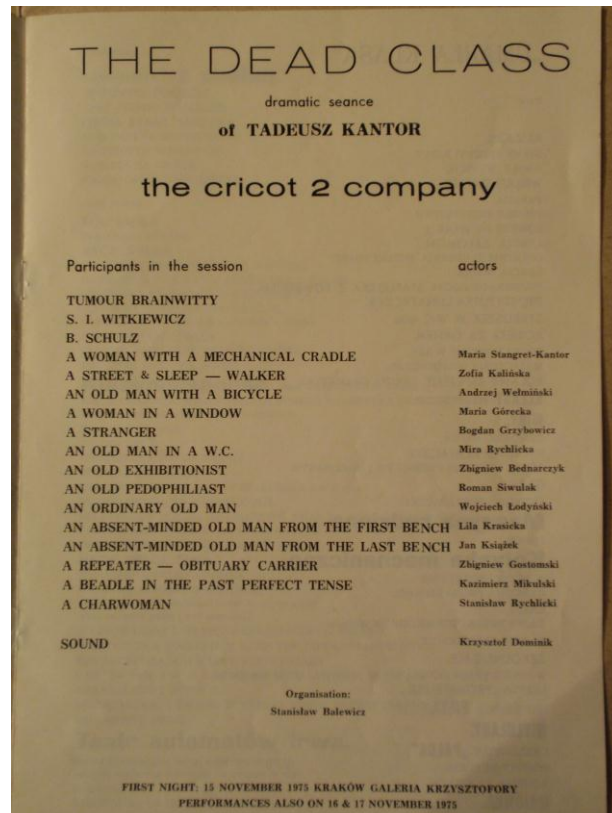 THE DEAD CLASS
dramatic seance
of TADEUSZ KANTOR
the cricot 2 company
Participants in the session actors
TUMOUR BRAINWITTY
S. I. WITKIEWICZ
B. SCHULZ
A WOMAN WITH A MECHANICAL CRADLE Maria Stangret-Kantor
A STREET & SLEEP — WALKER Zofia Kalińska
AN OLD MAN WITH A BICYCLE Andrzej Wełmiński
A WOMAN IN A WINDOW Maria Górecka
A STRANGER Bogdan Grzybowicz
AN OLD MAN IN A W.C. Mira Rychlicka
AN OLD EXHIBITIONIST Zbigniew Bednarczyk
AN OLD PEDOPHILIAST Roman Siwulak
AN ORDINARY OLD MAN Wojciech Łodyński
AN ABSENT-MINDED OLD MAN FROM THE FIRST BENCH Lila Krasicka
AN ABSENT-MINDED OLD MAN FROM THE LAST BENCH Jan Książek
A REPEATER — OBITUARY CARRIER Zbigniew Gostomski
A BEADLE IN THE PAST PERFECT TENSE Kazimierz Mikulski
A CHARWOMAN Stanisław Rychlicki
SOUND Krzysztof Dominik
Organisation:
Stanisław Balewicz
FIRST NIGHT: 15 NOVEMBER 1975 KRAKÓW GALERIA KRZYSZTOFORY
PERFORMANCES ALSO ON 16 & 17 NOVEMBER 1975